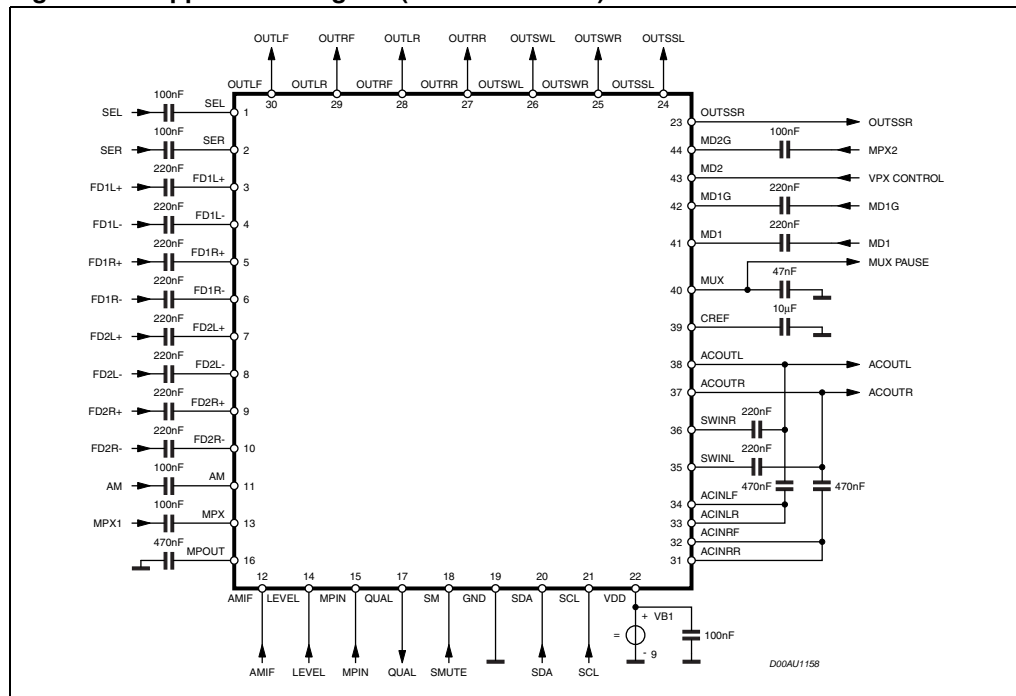 OUTLF OUTRF OUTLR OUTRR OUTSWL OUTSWR OUTSSL
OUTLF OUTLR OUTRF OUTRR OUTSWL OUTSWR OUTSSL
30 29 28 27 26 25 24
100nF
SEL SEL 1
100nF
SER SER 2
220nF
FD1L+ FD1L+ 3
220nF
FD1L- FD1L- 4
220nF
FD1R+ FD1R+ 5
220nF
FD1R- FD1R- 6
220nF
FD2L+ FD2L+ 7
220nF
FD2L- FD2L- 8
220nF
FD2R+ FD2R+ 9
220nF
FD2R- FD2R- 10
100nF
AM AM 11
100nF
MPX1 MPX 13
470nF
MPOUT 16
23 OUTSSR OUTSSR
100nF
44 MD2G MPX2
43 MD2 VPX CONTROL
220nF
42 MD1G MD1G
220nF
41 MD1 MD1
MUX PAUSE
47nF
40 MUX
10µF
39 CREF
38 ACOUTL
37 ACOUTR ACOUTR
220nF
36 SWINR
220nF
35 SWINL
470nF 470nF
34 ACINLF
33 ACINLR
32 ACINRF
31 ACINRR
12 14 15 17 18 19 20 21 22
AMIF LEVEL MPIN QUAL SM GND SDA SCL VDD
+ VB1
=
- 9
100nF
AMIF LEVEL MPIN QUAL SMUTE SDA SCL
D00AU1158